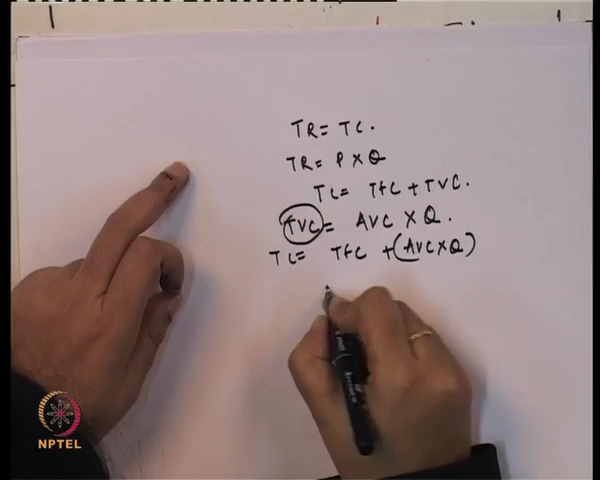 TR = TC.
TR = P × Q
TC = TFC + TVC.
TVC = AVC × Q.
TC = TFC + (AVC × Q)
NPTEL